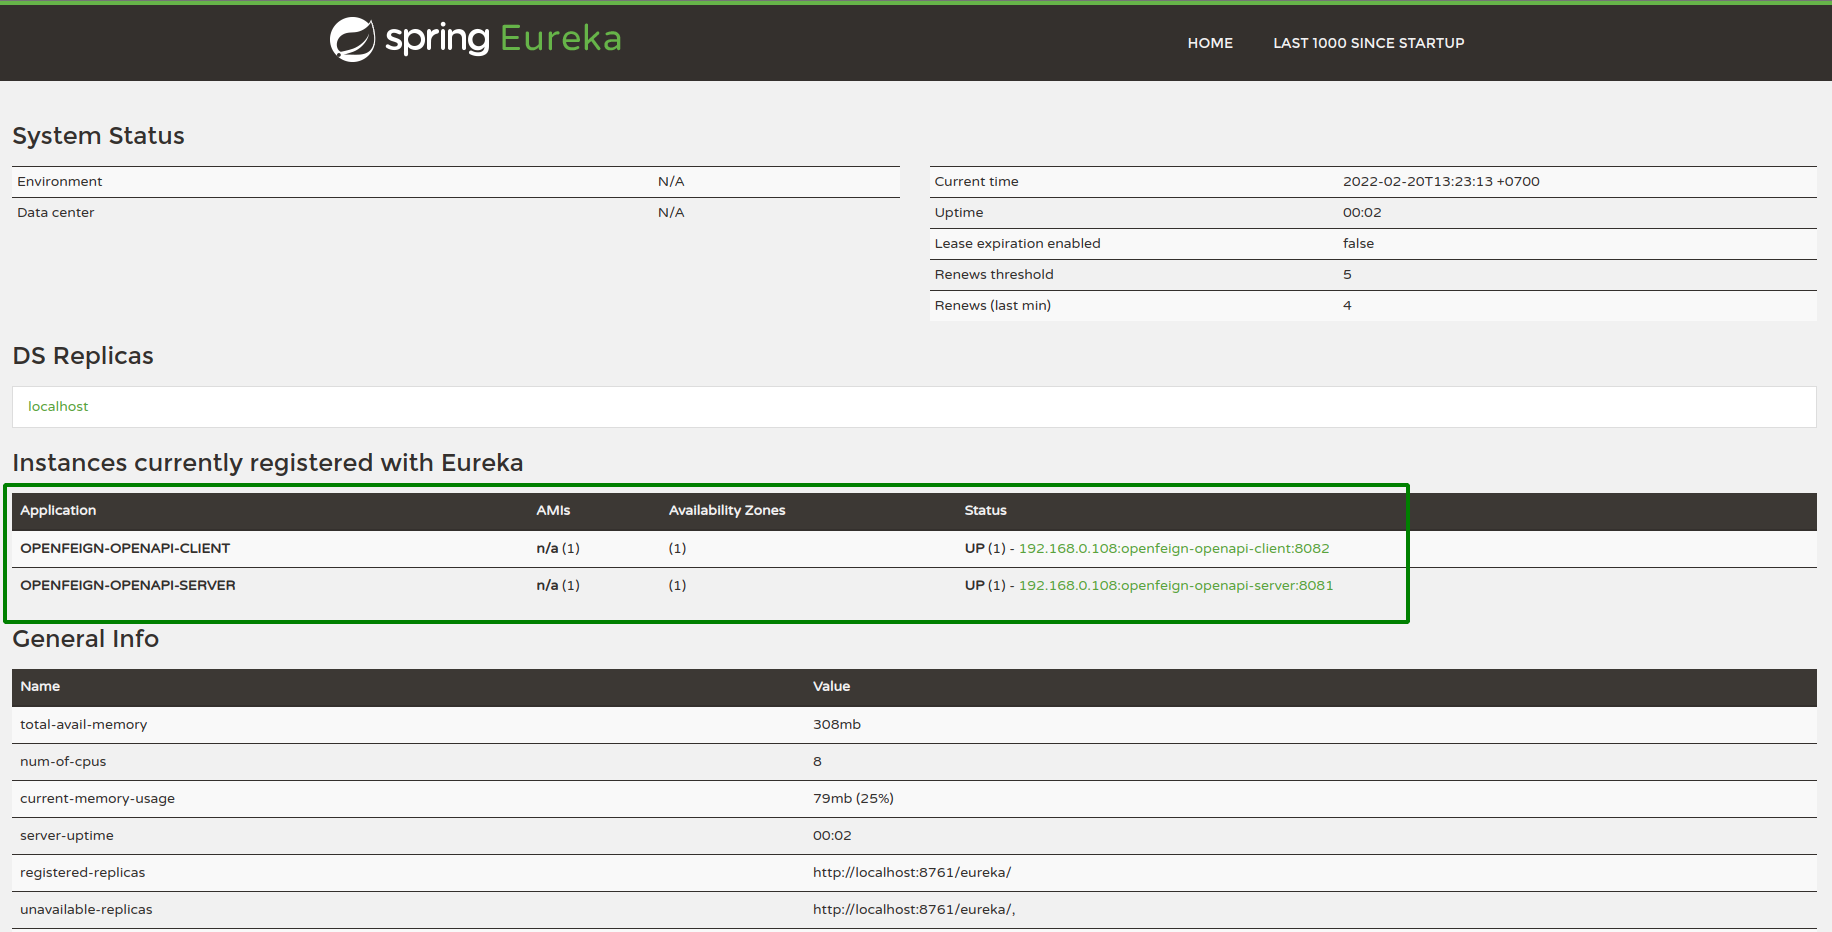 spring Eureka
HOME LAST 1000 SINCE STARTUP
System Status
Environment N/A
Data center N/A
Current time 2022-02-20T13:23:13 +0700
Uptime 00:02
Lease expiration enabled false
Renews threshold 5
Renews (last min) 4
DS Replicas
localhost
Instances currently registered with Eureka
Application AMIs Availability Zones Status
OPENFEIGN-OPENAPI-CLIENT n/a (1) (1) UP (1) - 192.168.0.108:openfeign-openapi-client:8082
OPENFEIGN-OPENAPI-SERVER n/a (1) (1) UP (1) - 192.168.0.108:openfeign-openapi-server:8081
General Info
Name Value
total-avail-memory 308mb
num-of-cpus 8
current-memory-usage 79mb (25%)
server-uptime 00:02
registered-replicas http://localhost:8761/eureka/
unavailable-replicas http://localhost:8761/eureka/,